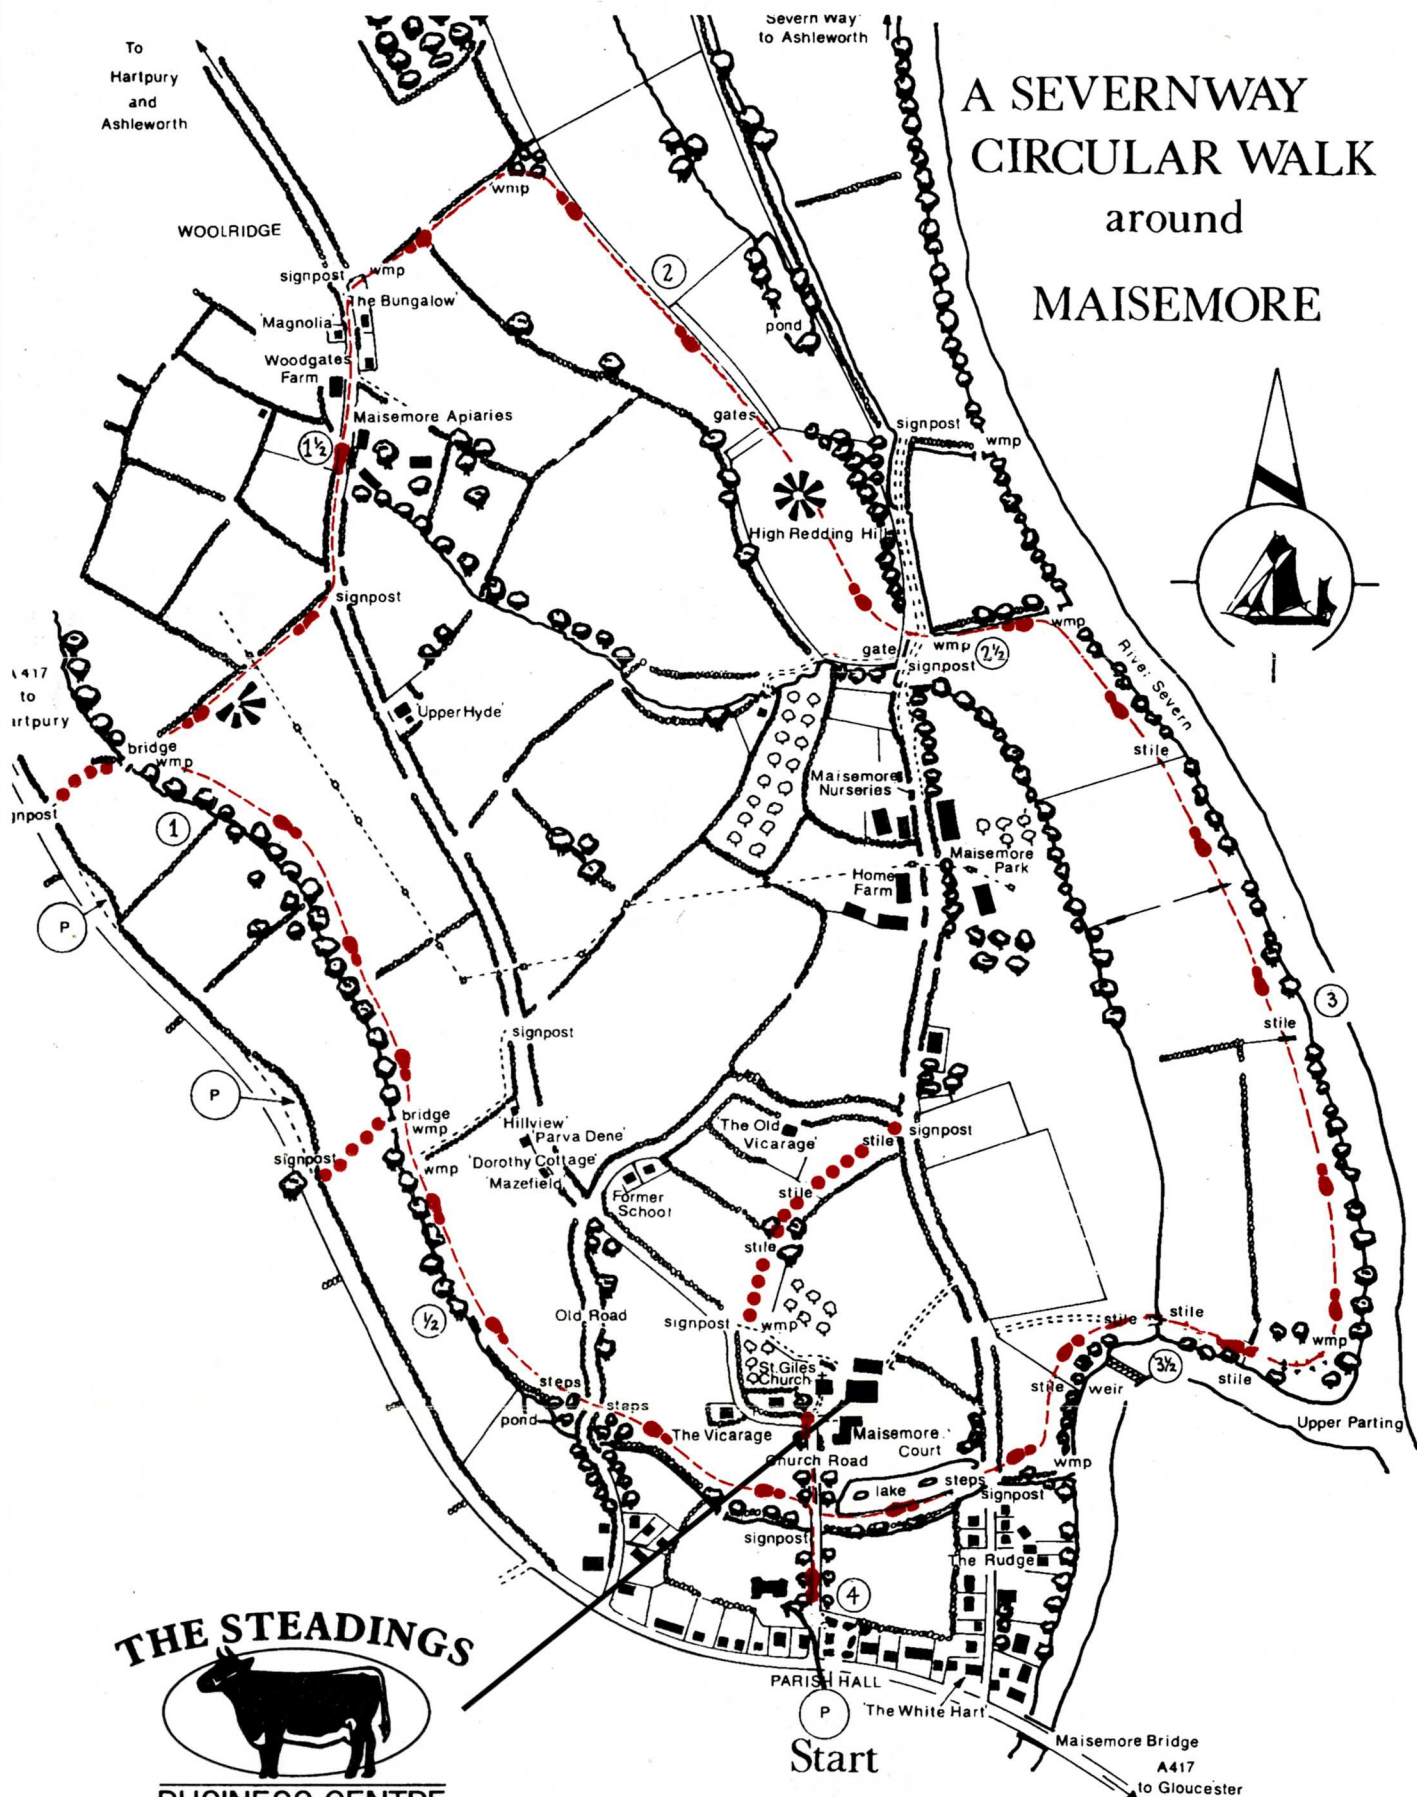 To
Hartpury
and
Ashleworth
Severn Way'
to Ashleworth
A SEVERNWAY
CIRCULAR WALK
around
MAISEMORE
wmp
WOOLRIDGE
signpost
wmp
The Bungalow'
'Magnolia'
Woodgates
Farm
2
pond
Maisemore Apiaries
gates
signpost
wmp
1½
High Redding Hill
signpost
wmp
gate
wmp
2½
signpost
River Severn
417
to
Upper Hyde'
bridge
wmp
stile
1
Maisemore
Nurseries
Maisemore
Park
Home
Farm
P
3
stile
signpost
P
bridge
wmp
'Hillview'
'Parva Dene'
'The Old
Vicarage'
stile
signpost
signpost
wmp
'Dorothy Cottage'
'Mazefield'
Former
School
stile
stile
½
Old Road
signpost
wmp
stile
stile
wmp
St.Giles
Church
3½
steps
stile
weir
stile
pond
steps
The Vicarage
Maisemore
Court
Upper Parting
Church Road
wmp
lake
steps
signpost
signpost
The Rudge
4
THE STEADINGS
PARISH HALL
P
'The White Hart'
Start
Maisemore Bridge
A417
to Gloucester
BUSINESS CENTRE